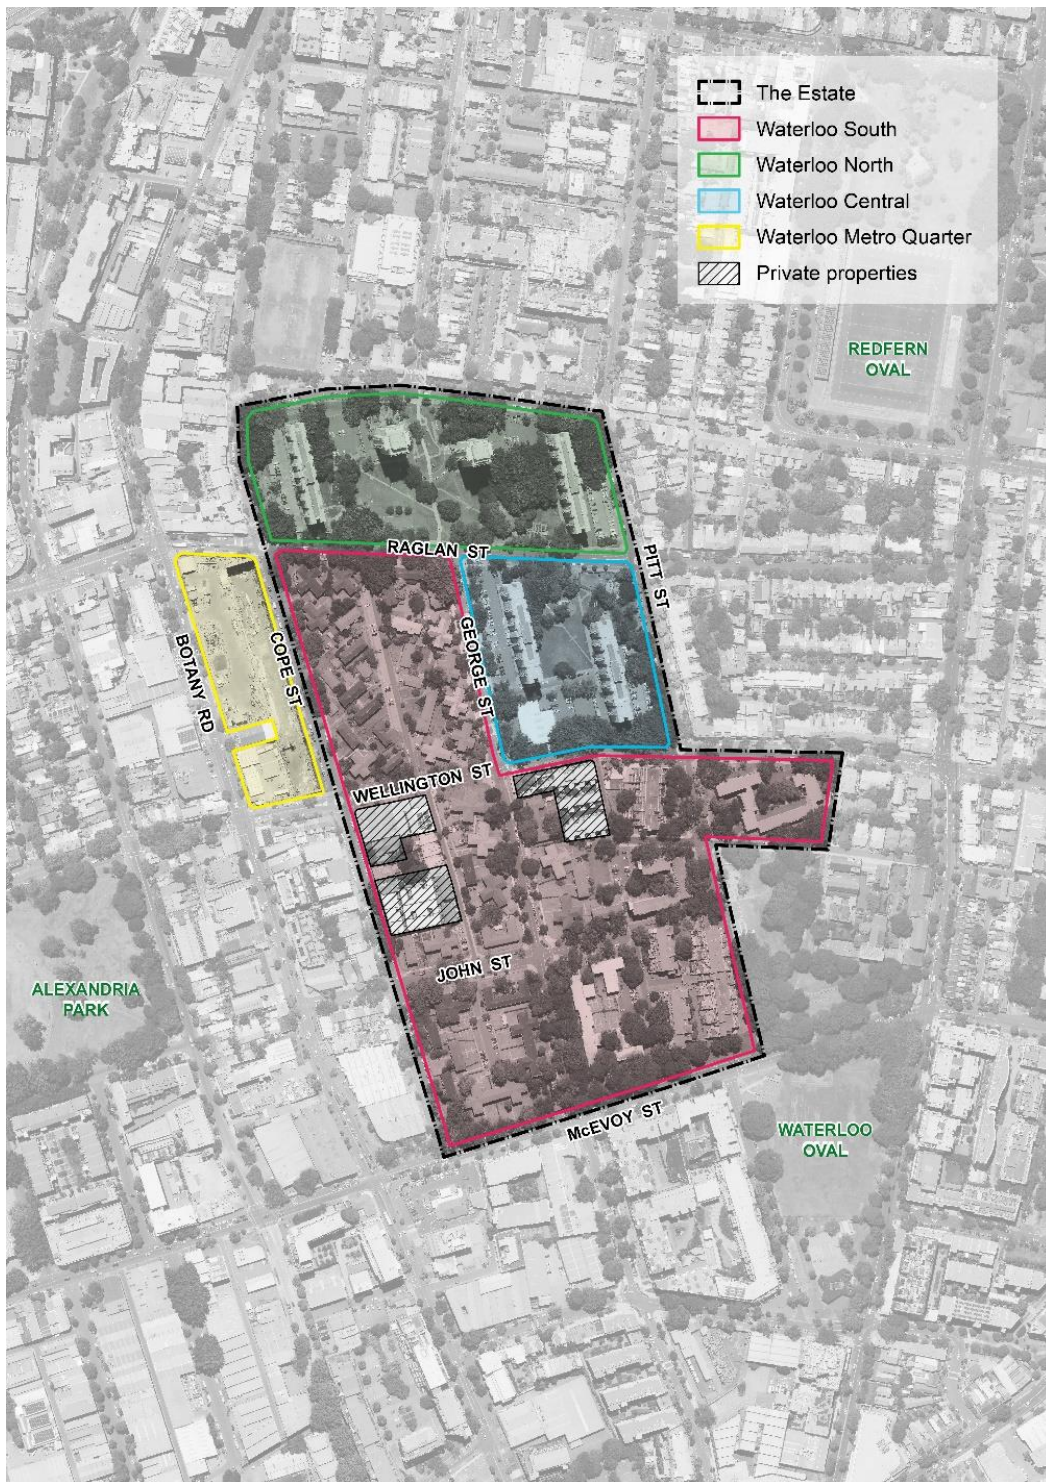 The Estate
Waterloo South
Waterloo North
Waterloo Central
Waterloo Metro Quarter
Private properties
REDFERN
OVAL
RAGLAN ST
PITT ST
GEORGE ST
COPE ST
BOTANY RD
WELLINGTON ST
JOHN ST
ALEXANDRIA
PARK
McEVOY ST
WATERLOO
OVAL